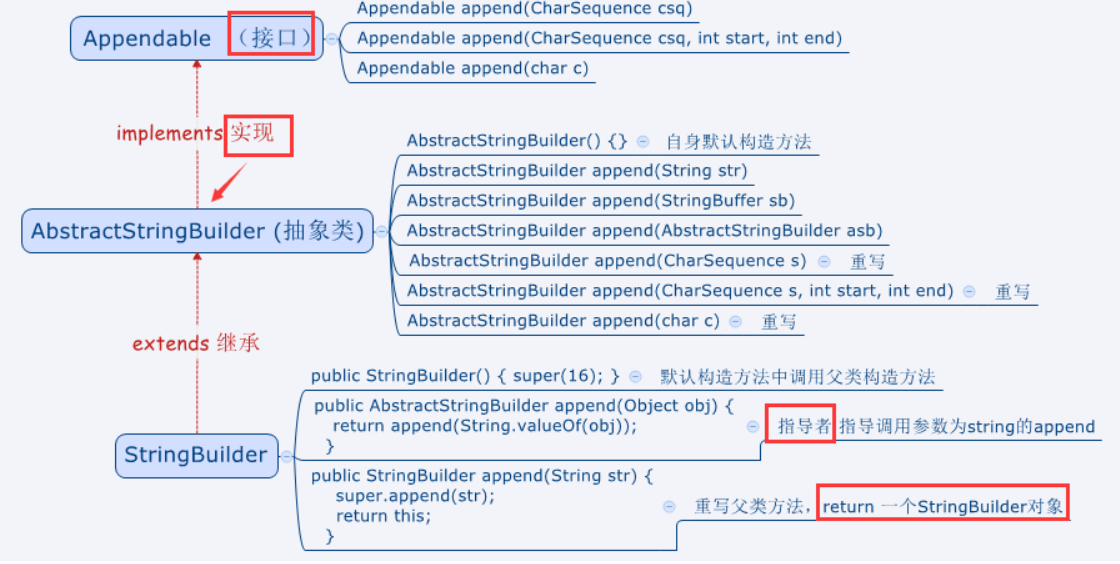 Appendable （接口）
Appendable append(CharSequence csq)
Appendable append(CharSequence csq, int start, int end)
Appendable append(char c)
implements 实现
AbstractStringBuilder (抽象类)
AbstractStringBuilder() {} 自身默认构造方法
AbstractStringBuilder append(String str)
AbstractStringBuilder append(StringBuffer sb)
AbstractStringBuilder append(AbstractStringBuilder asb)
AbstractStringBuilder append(CharSequence s) 重写
AbstractStringBuilder append(CharSequence s, int start, int end) 重写
AbstractStringBuilder append(char c) 重写
extends 继承
StringBuilder
public StringBuilder() { super(16); } 默认构造方法中调用父类构造方法
public AbstractStringBuilder append(Object obj) {
return append(String.valueOf(obj));
}
指导者 指导调用参数为string的append
public StringBuilder append(String str) {
super.append(str);
return this;
}
重写父类方法，return 一个StringBuilder对象